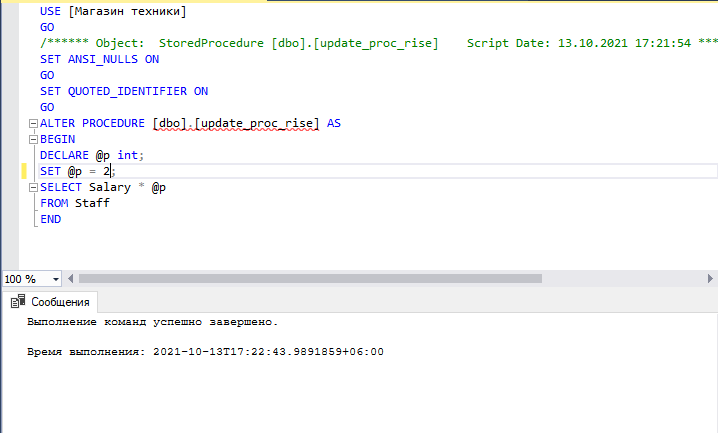 USE [Магазин техники]
GO
/****** Object:  StoredProcedure [dbo].[update_proc_rise]    Script Date: 13.10.2021 17:21:54 ***
SET ANSI_NULLS ON
GO
SET QUOTED_IDENTIFIER ON
GO
ALTER PROCEDURE [dbo].[update_proc_rise] AS
BEGIN
DECLARE @p int;
SET @p = 2;
SELECT Salary * @p
FROM Staff
END
100 %
Сообщения
Выполнение команд успешно завершено.
Время выполнения: 2021-10-13T17:22:43.9891859+06:00